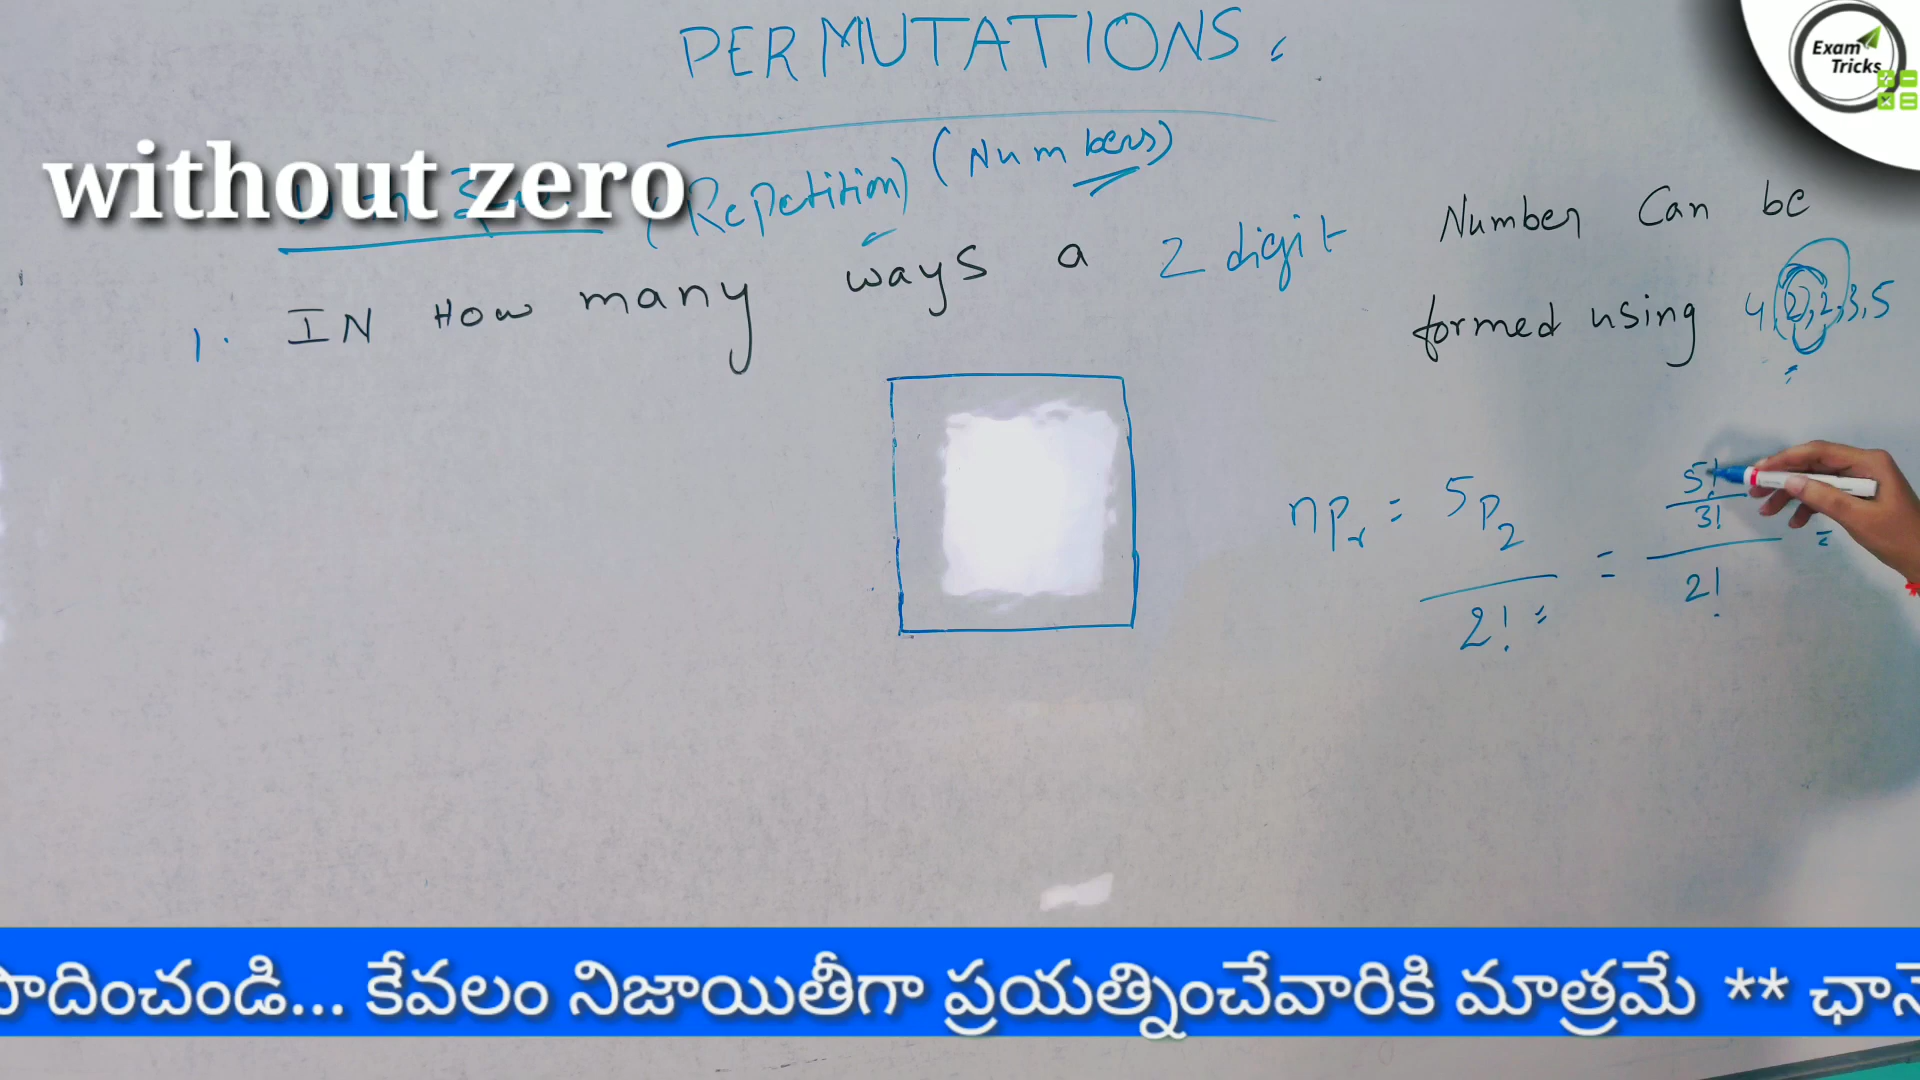 PERMUTATIONS
Exam
Tricks
without zero
(Repetition) (Numbers)
1. IN How many ways a 2 digit Number Can be
formed using 4,2,2,3,5
nPr = 5P2 / 2! = 5!/3! / 2! =
పాదించండి... కేవలం నిజాయితీగా ప్రయత్నించేవారికి మాత్రమే ** ఛానె